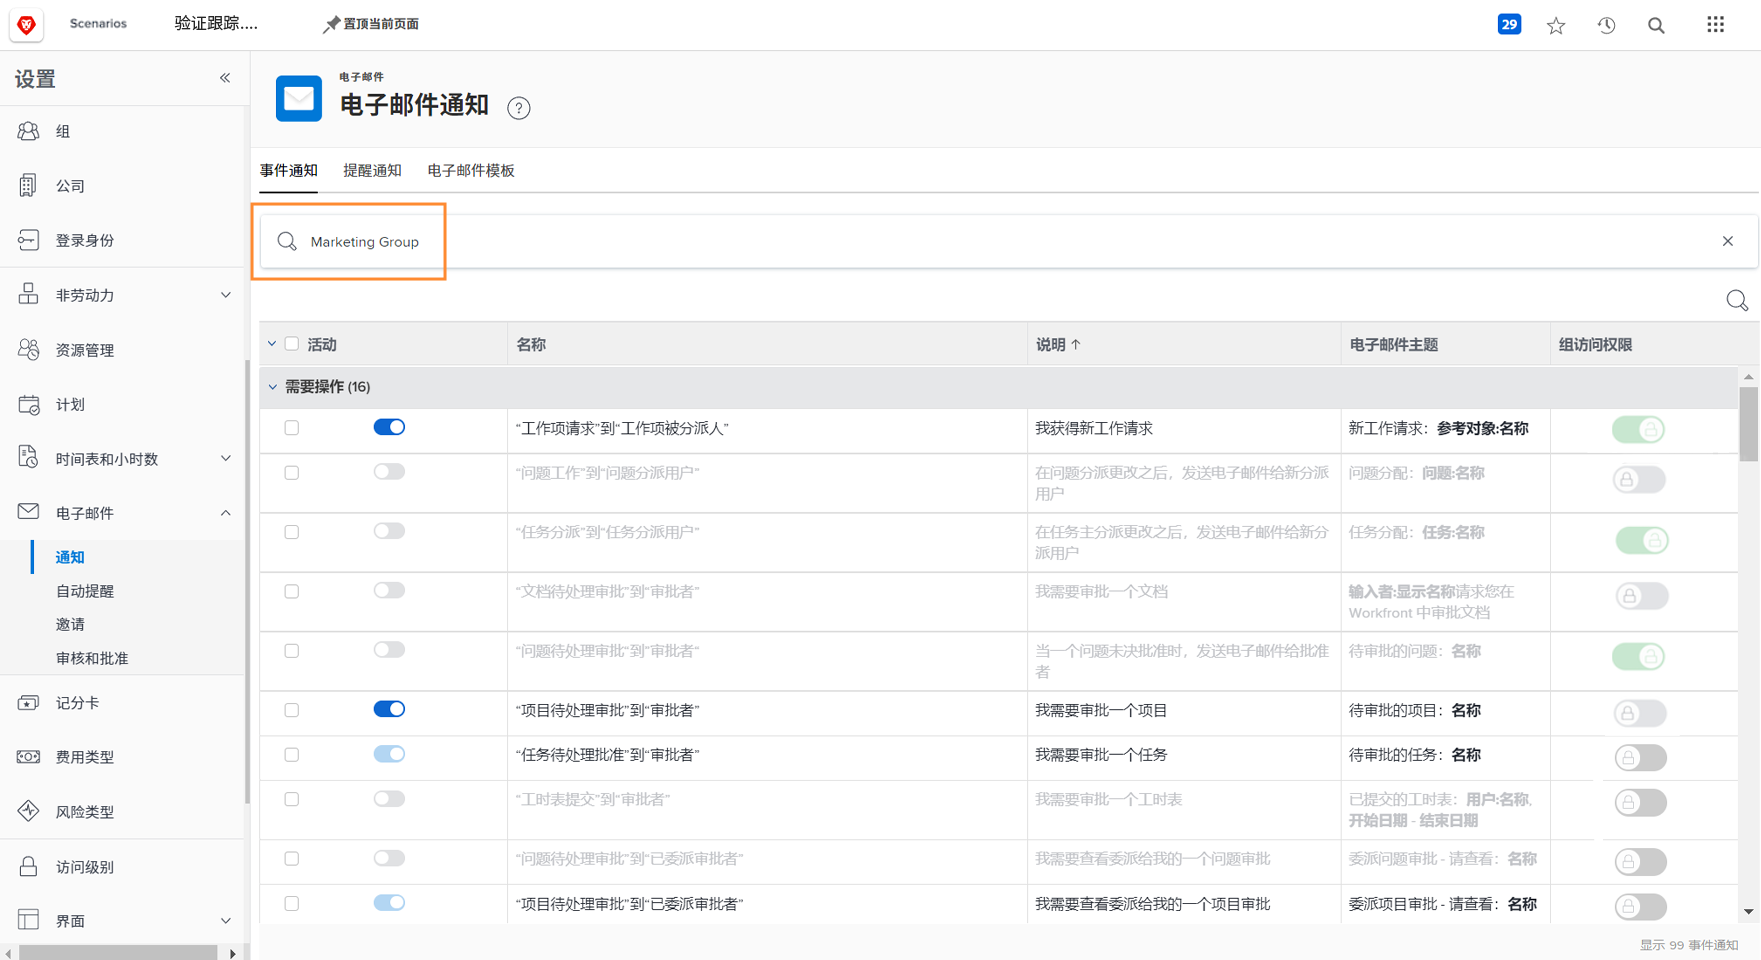 Scenarios 验证跟踪.... 置顶当前页面 29
设置
组
公司
登录身份
非劳动力
资源管理
计划
时间表和小时数
电子邮件
通知
自动提醒
邀请
审核和批准
记分卡
费用类型
风险类型
访问级别
界面
电子邮件
电子邮件通知 ?
事件通知 提醒通知 电子邮件模板
Marketing Group
活动 名称 说明 电子邮件主题 组访问权限
需要操作 (16)
“工作项请求”到“工作项被分派人” 我获得新工作请求 新工作请求：参考对象:名称
“问题工作”到“问题分派用户” 在问题分派更改之后，发送电子邮件给新分派 问题分配：问题:名称
用户
“任务分派”到“任务分派用户” 在任务主分派更改之后，发送电子邮件给新分 任务分配：任务:名称
派用户
“文档待处理审批”到“审批者” 我需要审批一个文档 输入者:显示名称请求您在
Workfront 中审批文档
“问题待处理审批”到“审批者” 当一个问题未决批准时，发送电子邮件给批准 待审批的问题：名称
者
“项目待处理审批”到“审批者” 我需要审批一个项目 待审批的项目：名称
“任务待处理批准”到“审批者” 我需要审批一个任务 待审批的任务：名称
“工时表提交”到“审批者” 我需要审批一个工时表 已提交的工时表：用户:名称,
开始日期 - 结束日期
“问题待处理审批”到“已委派审批者” 我需要查看委派给我的一个问题审批 委派问题审批 - 请查看：名称
“项目待处理审批”到“已委派审批者” 我需要查看委派给我的一个项目审批 委派项目审批 - 请查看：名称
显示 99 事件通知